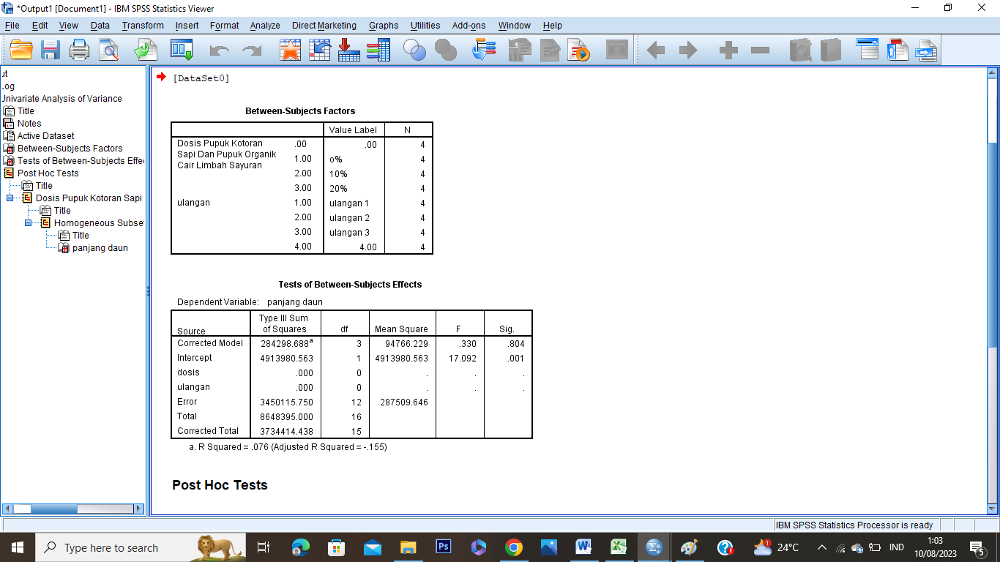 *Output1 [Document1] - IBM SPSS Statistics Viewer
File Edit View Data Transform Insert Format Analyze Direct Marketing Graphs Utilities Add-ons Window Help
ut
Log
Univariate Analysis of Variance
Title
Notes
Active Dataset
Between-Subjects Factors
Tests of Between-Subjects Effe
Post Hoc Tests
Title
Dosis Pupuk Kotoran Sapi
Title
Homogeneous Subse
Title
panjang daun
[DataSet0]
Between-Subjects Factors
Value Label N
Dosis Pupuk Kotoran .00 .00 4
Sapi Dan Pupuk Organik
Cair Limbah Sayuran
1.00 o% 4
2.00 10% 4
3.00 20% 4
ulangan 1.00 ulangan 1 4
2.00 ulangan 2 4
3.00 ulangan 3 4
4.00 4.00 4
Tests of Between-Subjects Effects
Dependent Variable: panjang daun
Source Type III Sum of Squares df Mean Square F Sig.
Corrected Model 284298.688a 3 94766.229 .330 .804
Intercept 4913980.563 1 4913980.563 17.092 .001
dosis .000 0 . . .
ulangan .000 0 . . .
Error 3450115.750 12 287509.646
Total 8648395.000 16
Corrected Total 3734414.438 15
a. R Squared = .076 (Adjusted R Squared = -.155)
Post Hoc Tests
IBM SPSS Statistics Processor is ready
Type here to search
Ps
24°C
IND
1:03
10/08/2023
5